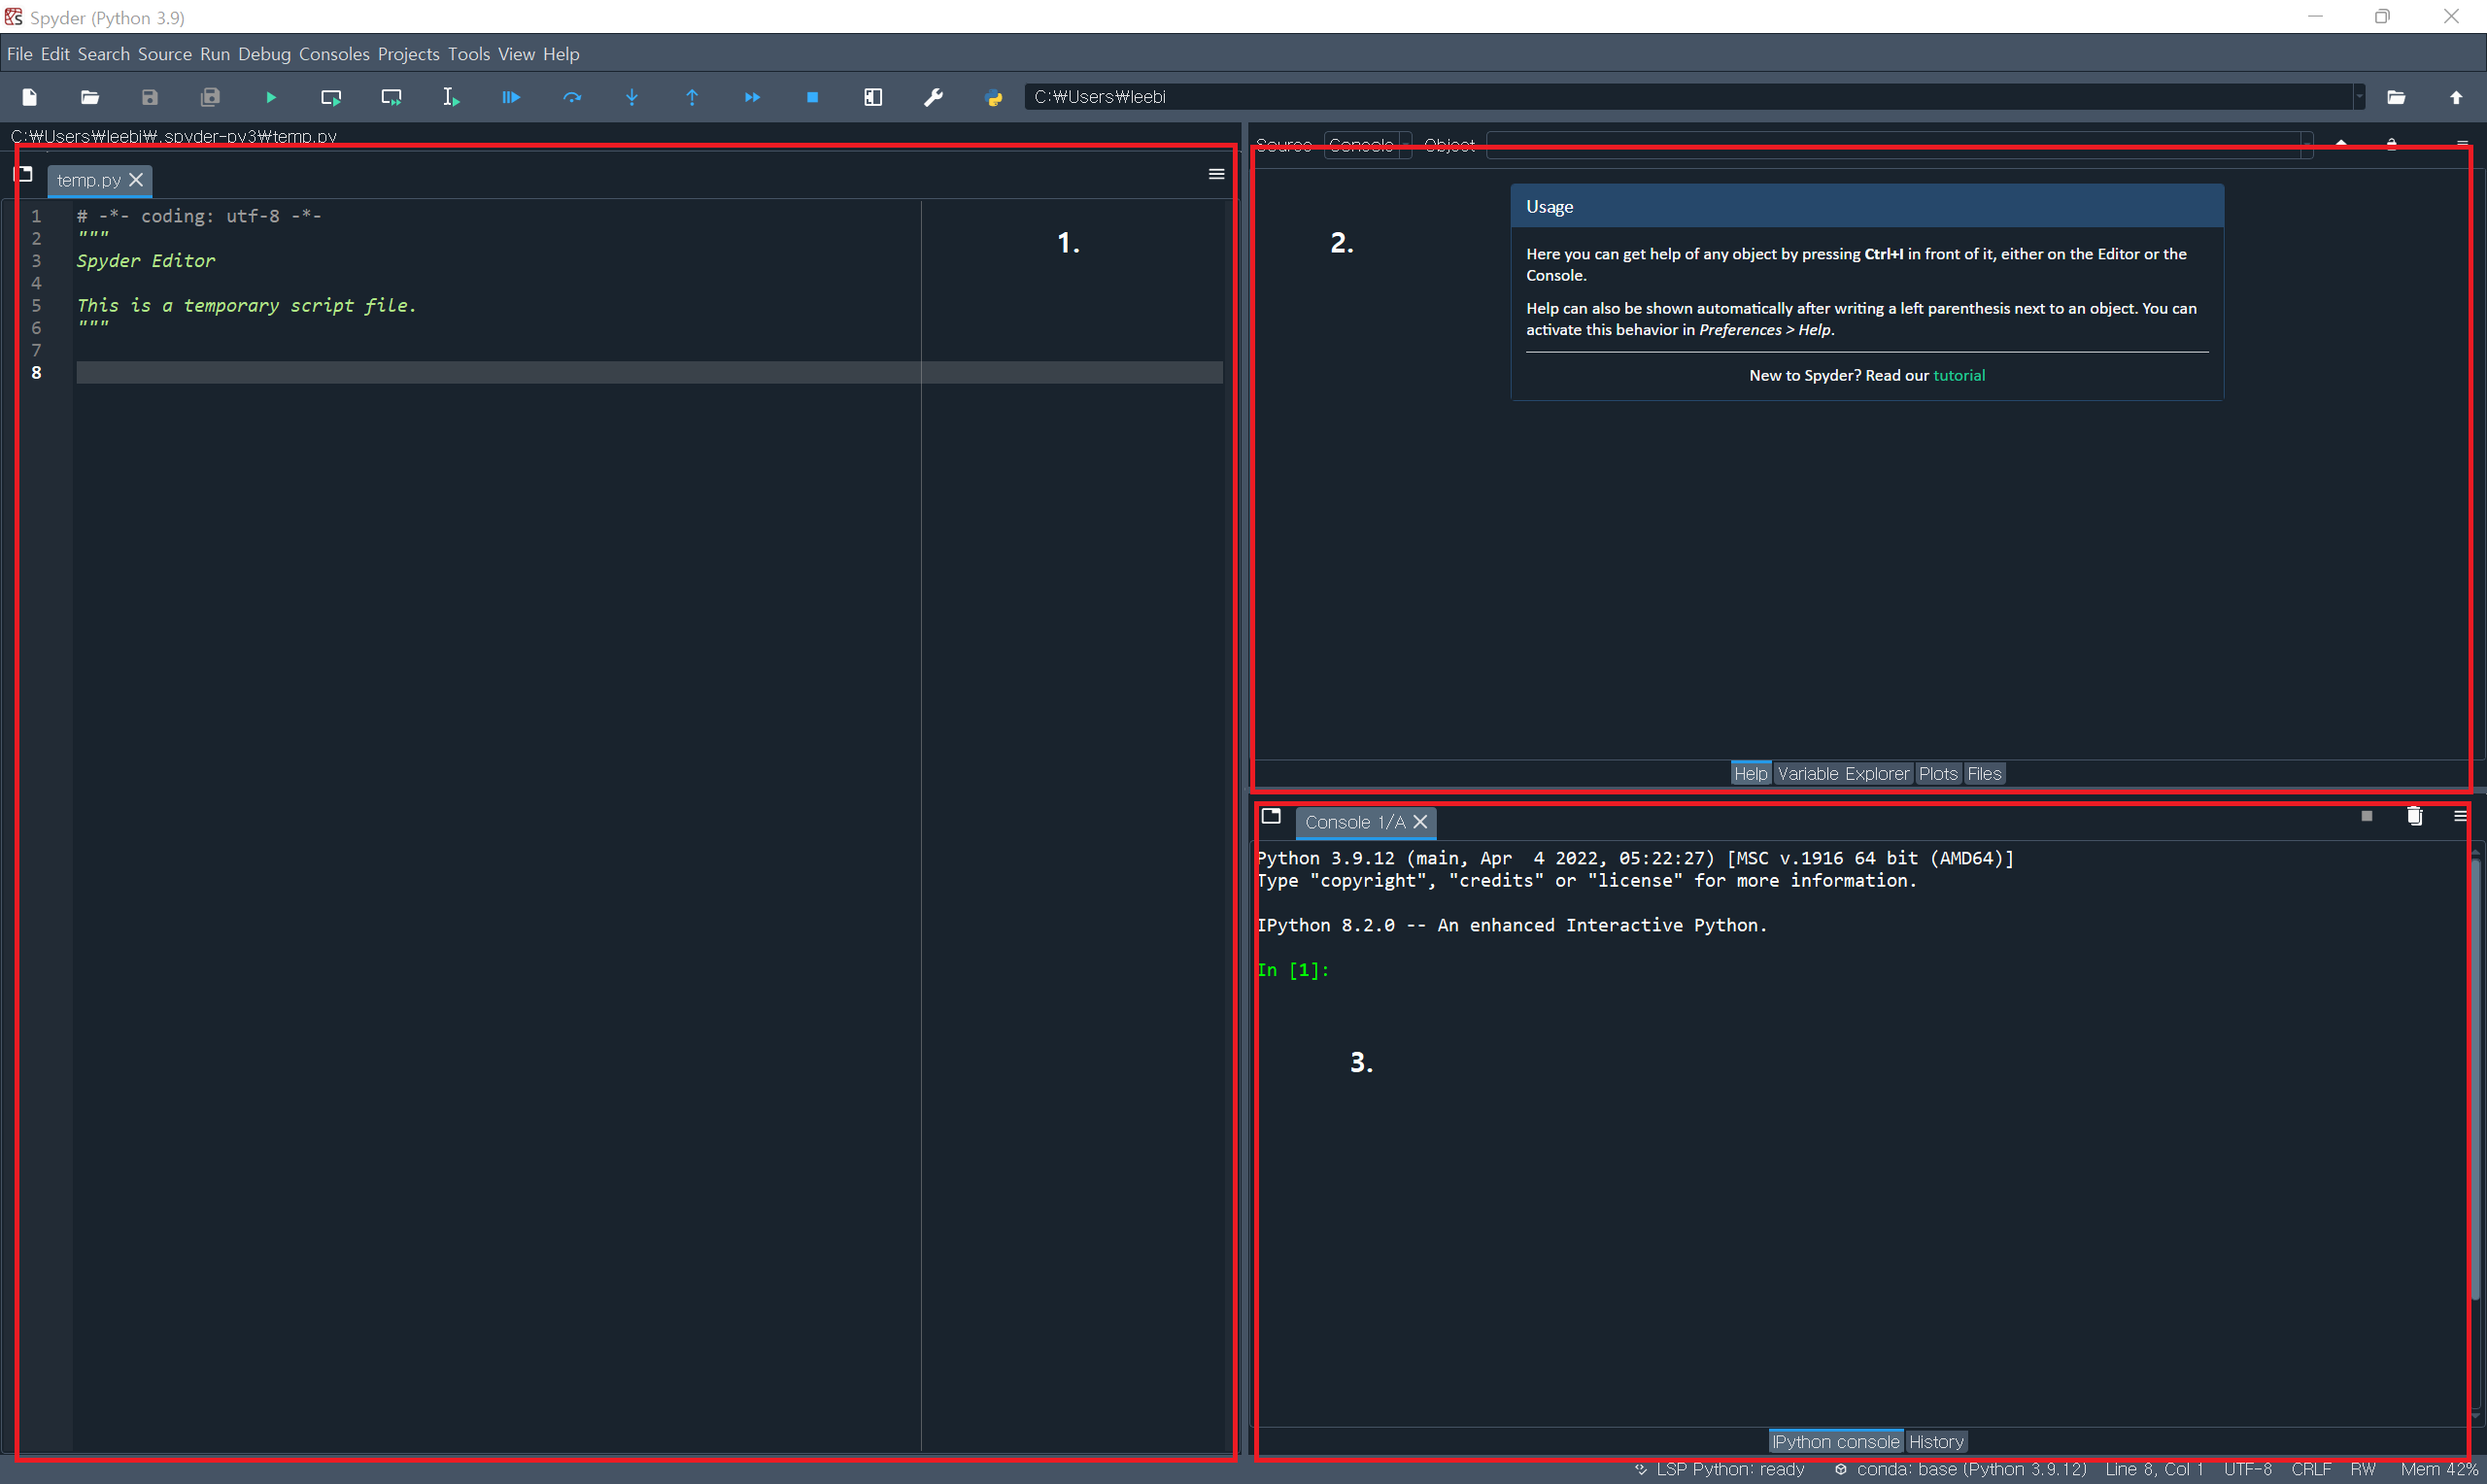 Spyder (Python 3.9)
File Edit Search Source Run Debug Consoles Projects Tools View Help
C:₩Users₩leebi
C:₩Users₩leebi₩.spyder-py3₩temp.py
temp.py
1 # -*- coding: utf-8 -*-
2 """
3 Spyder Editor
4
5 This is a temporary script file.
6 """
7
8
1.
Source Console Object
2.
Usage
Here you can get help of any object by pressing Ctrl+I in front of it, either on the Editor or the
Console.
Help can also be shown automatically after writing a left parenthesis next to an object. You can
activate this behavior in Preferences > Help.
New to Spyder? Read our tutorial
Help Variable Explorer Plots Files
Console 1/A
Python 3.9.12 (main, Apr  4 2022, 05:22:27) [MSC v.1916 64 bit (AMD64)]
Type "copyright", "credits" or "license" for more information.
IPython 8.2.0 -- An enhanced Interactive Python.
In [1]:
3.
IPython console History
LSP Python: ready conda: base (Python 3.9.12) Line 8, Col 1 UTF-8 CRLF RW Mem 42%